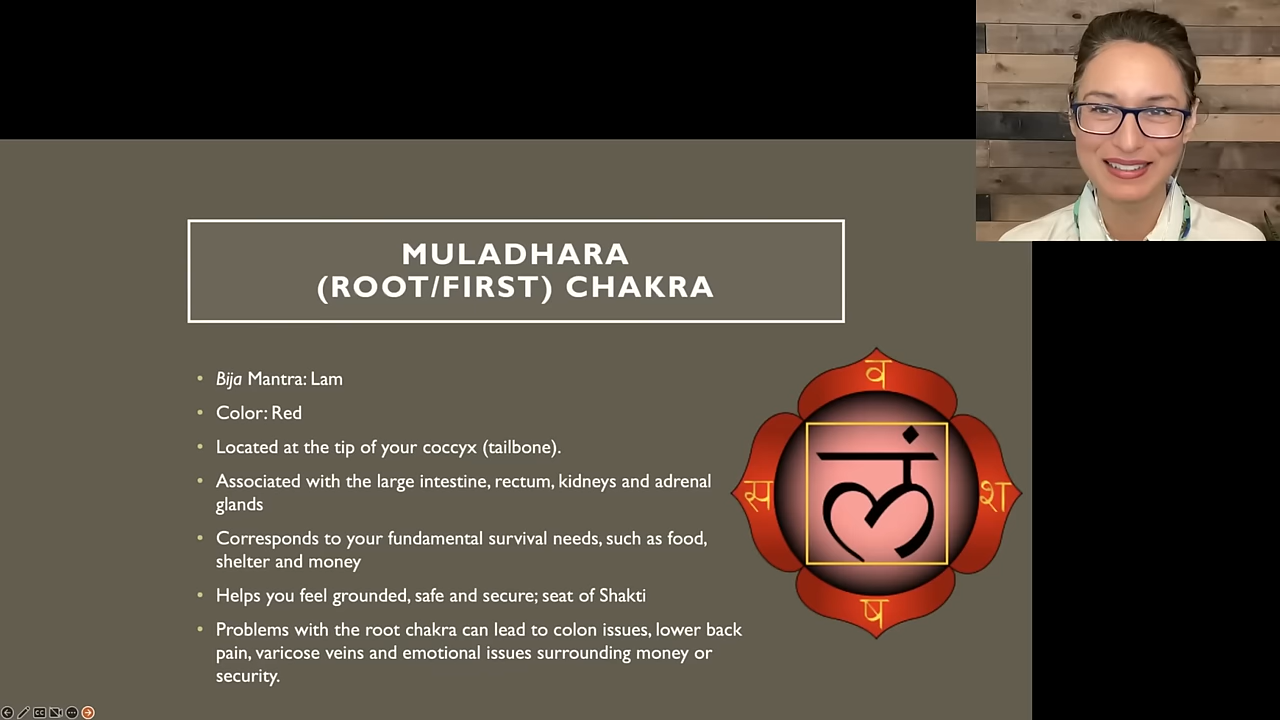 MULADHARA
(ROOT/FIRST) CHAKRA
• Bija Mantra: Lam
• Color: Red
• Located at the tip of your coccyx (tailbone).
• Associated with the large intestine, rectum, kidneys and adrenal
glands
• Corresponds to your fundamental survival needs, such as food,
shelter and money
• Helps you feel grounded, safe and secure; seat of Shakti
• Problems with the root chakra can lead to colon issues, lower back
pain, varicose veins and emotional issues surrounding money or
security.
व
स
लं
श
ष
CC